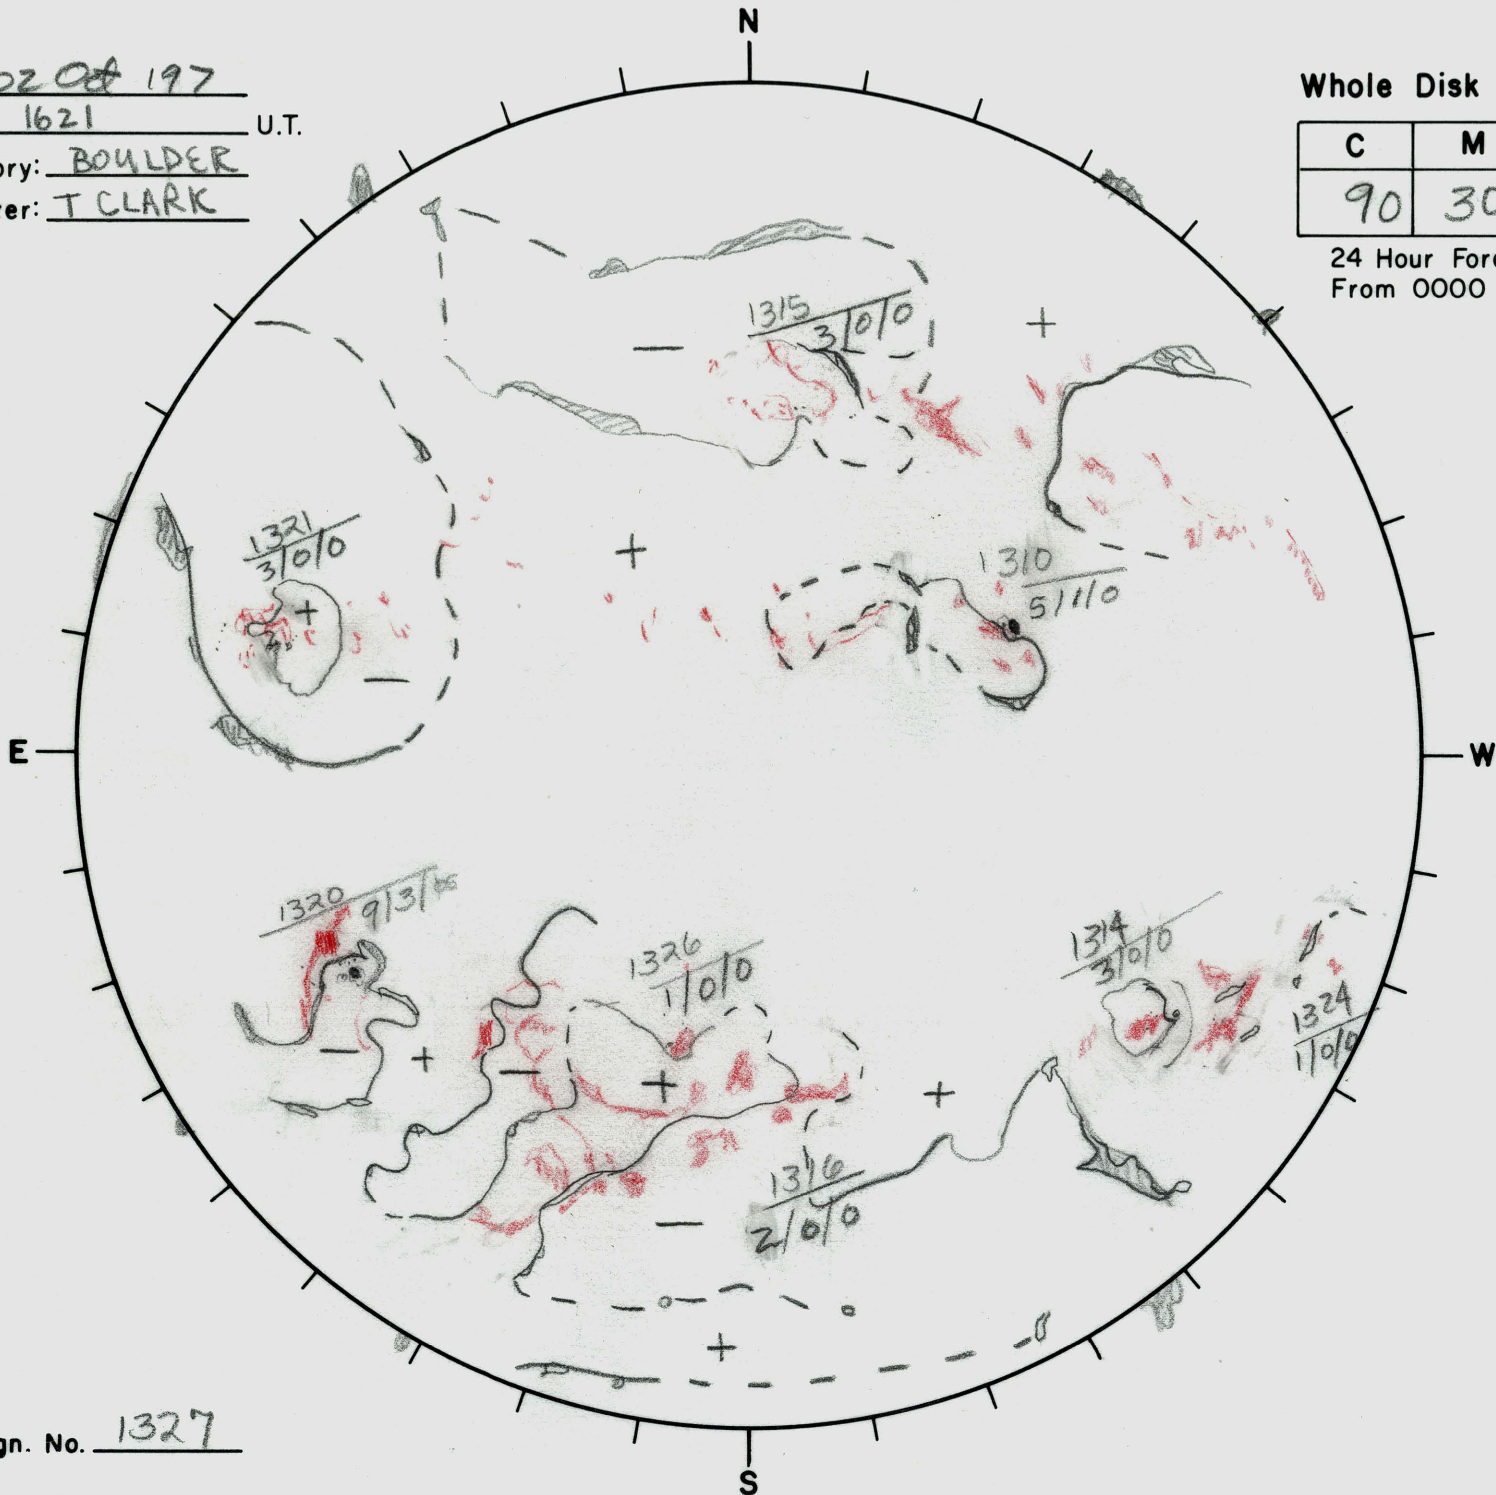 N
02 Oct 197
1621 U.T.
ory: BOULDER
er: T CLARK
Whole Disk
C M
90 30
24 Hour Fore
From 0000
1315
3/0/0
+
—
1321
3/0/0
+
+
—
1310
5/1/0
E
W
1320
9/3/
1326
1/0/0
1314
3/0/0
1324
1/0/0
—
+
—
+
+
1316
2/0/0
—
+
gn. No. 1327
S